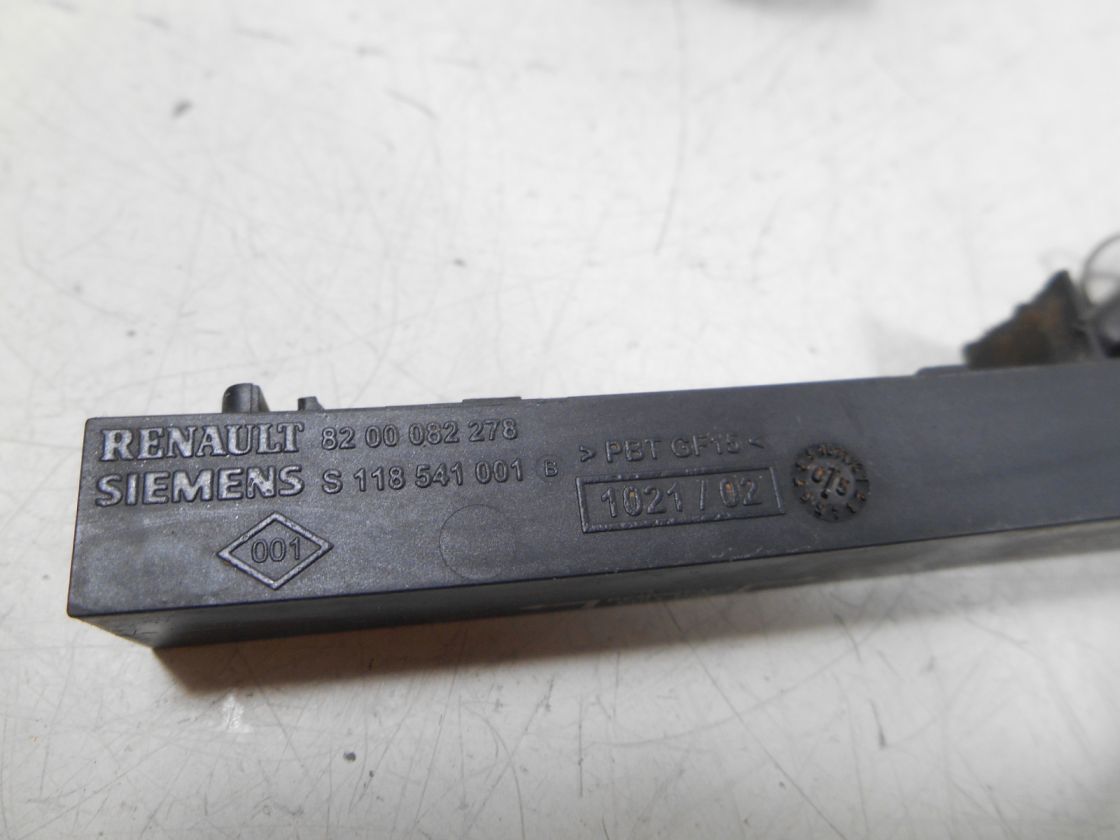 RENAULT 82 00 082 278
SIEMENS S 118 541 001 B
001
> PBT GF15 <
1021 / 02